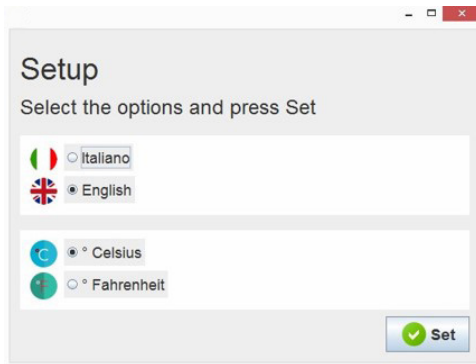 Setup
Select the options and press Set
Italiano
English
°C
° Celsius
°F
° Fahrenheit
Set